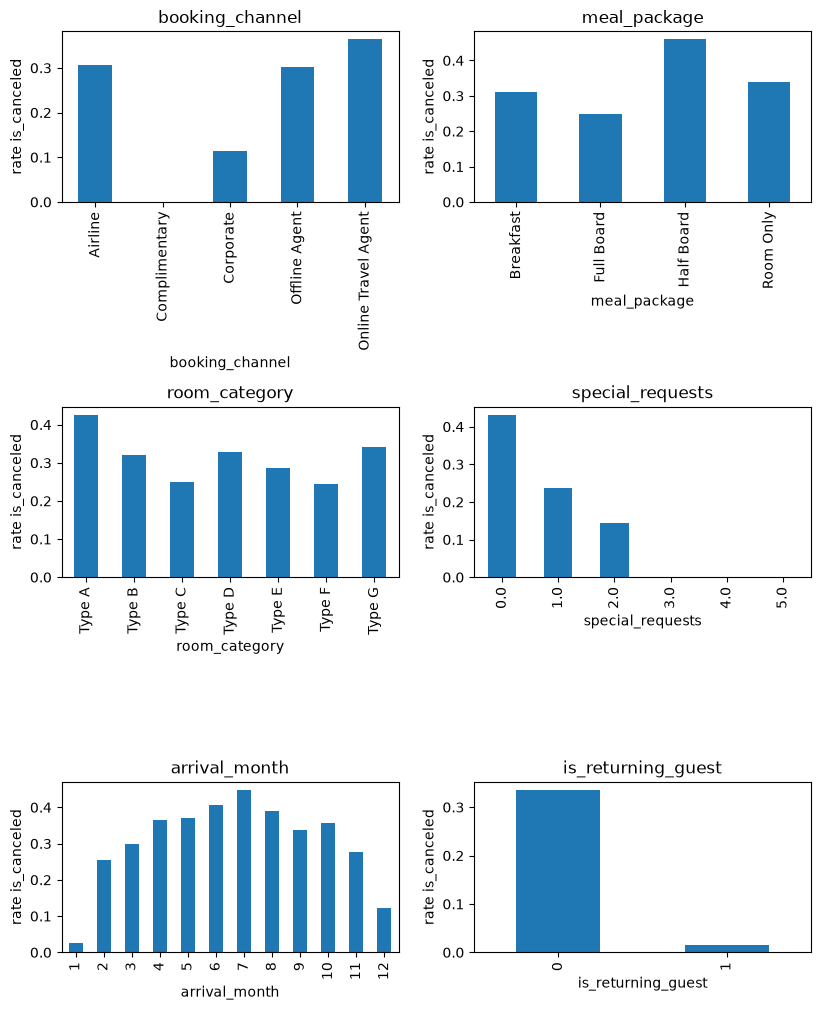 booking_channel
rate is_canceled
0.3
0.2
0.1
0.0
Airline
Complimentary
Corporate
Offline Agent
Online Travel Agent
booking_channel
meal_package
rate is_canceled
0.4
0.3
0.2
0.1
0.0
Breakfast
Full Board
Half Board
Room Only
meal_package
room_category
rate is_canceled
0.4
0.3
0.2
0.1
0.0
Type A
Type B
Type C
Type D
Type E
Type F
Type G
room_category
special_requests
rate is_canceled
0.4
0.3
0.2
0.1
0.0
0.0
1.0
2.0
3.0
4.0
5.0
special_requests
arrival_month
rate is_canceled
0.4
0.3
0.2
0.1
0.0
1
2
3
4
5
6
7
8
9
10
11
12
arrival_month
is_returning_guest
rate is_canceled
0.3
0.2
0.1
0.0
0
1
is_returning_guest